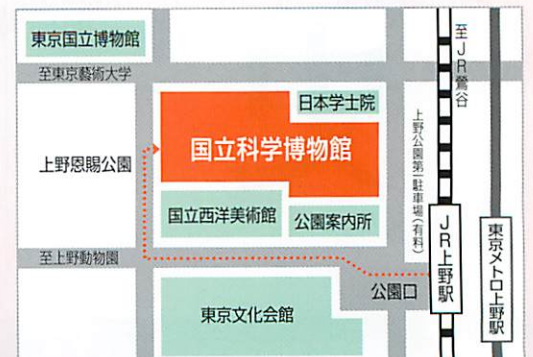 東京国立博物館
至東京藝術大学
日本学士院
国立科学博物館
上野恩賜公園
国立西洋美術館
公園案内所
至上野動物園
東京文化会館
公園口
上野公園第一駐車場(有料)
至JR鶯谷
JR上野駅
東京メトロ上野駅